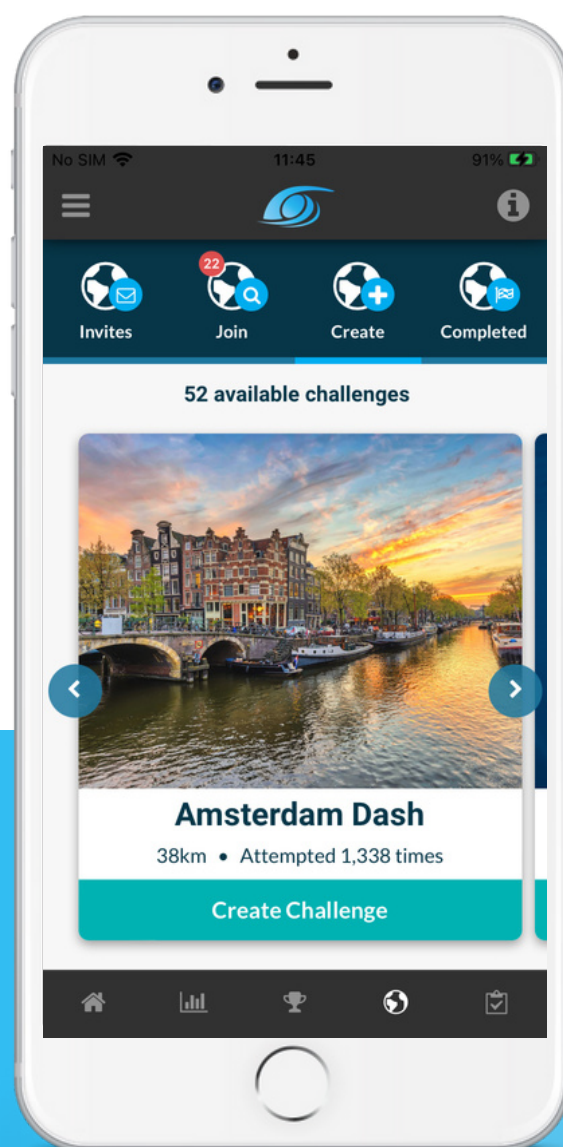 No SIM 11:45 91%
22
Invites Join Create Completed
52 available challenges
Amsterdam Dash
38km • Attempted 1,338 times
Create Challenge